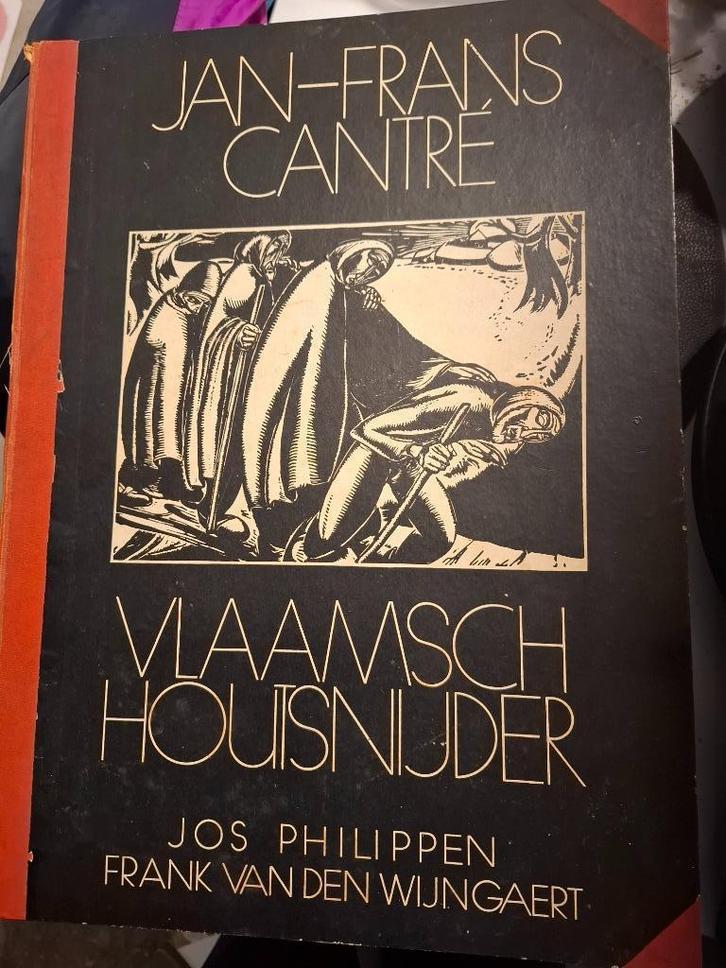 JAN-FRANS
CANTRÉ
VLAAMSCH
HOUTSNIJDER
JOS PHILIPPEN
FRANK VAN DEN WIJNGAERT